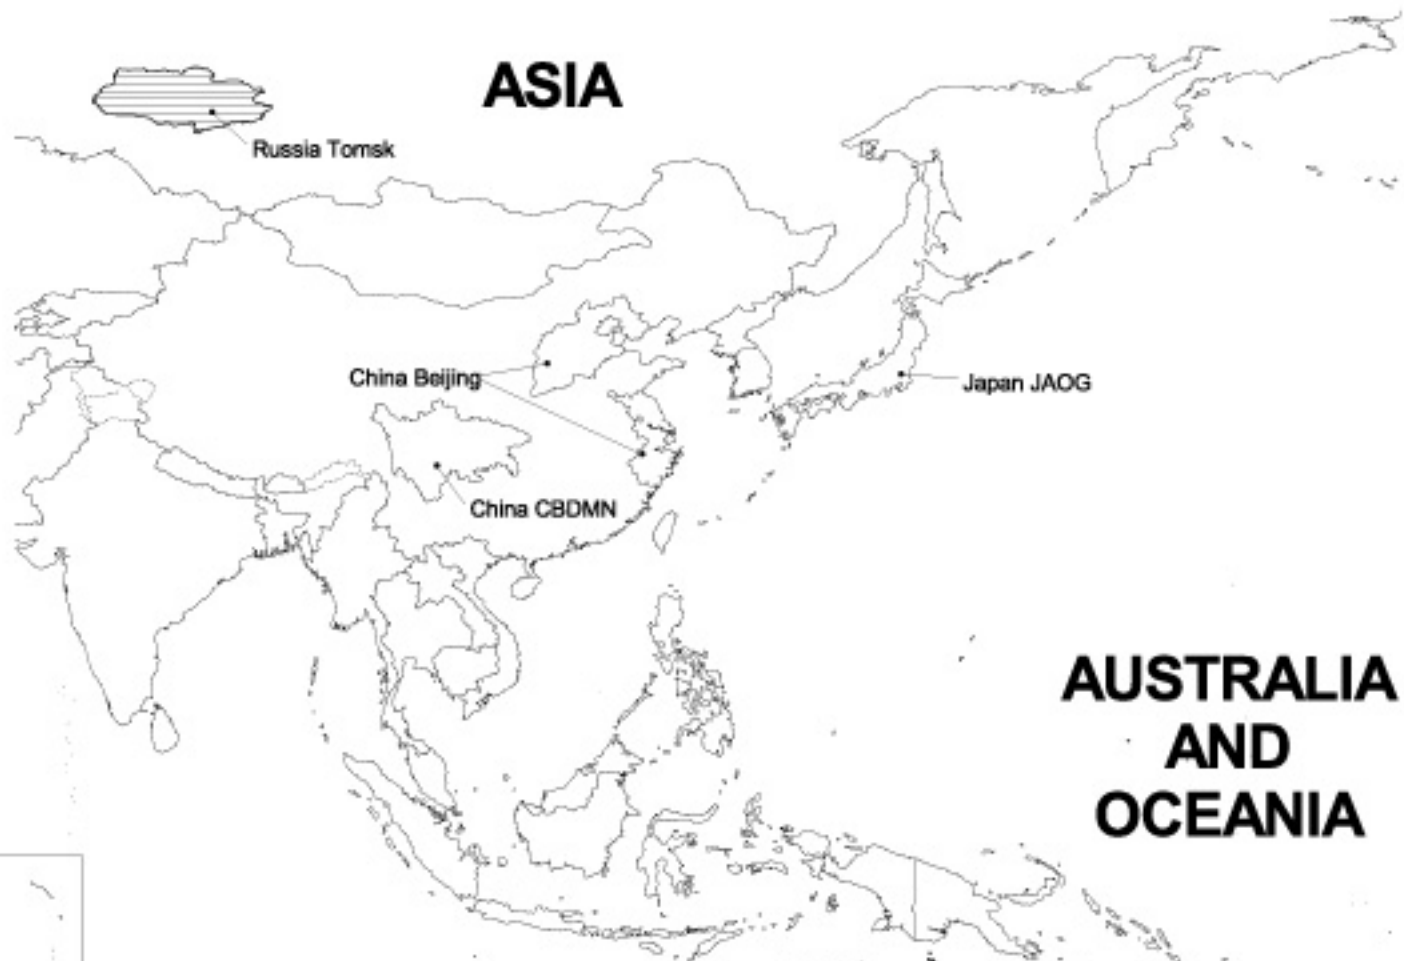 ASIA
Russia Tomsk
China Beijing
Japan JAOG
China CBDMN
AUSTRALIA
AND
OCEANIA